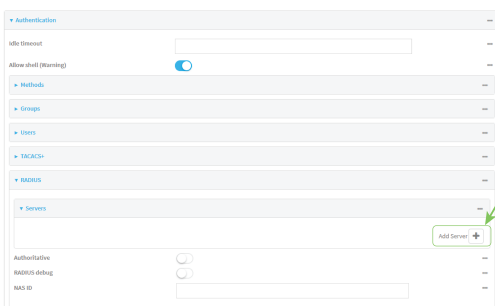 Authentication
Idle timeout
Allow shell (Warning)
Methods
Groups
Users
TACACS+
RADIUS
Servers
Add Server
Authoritative
RADIUS debug
NAS ID